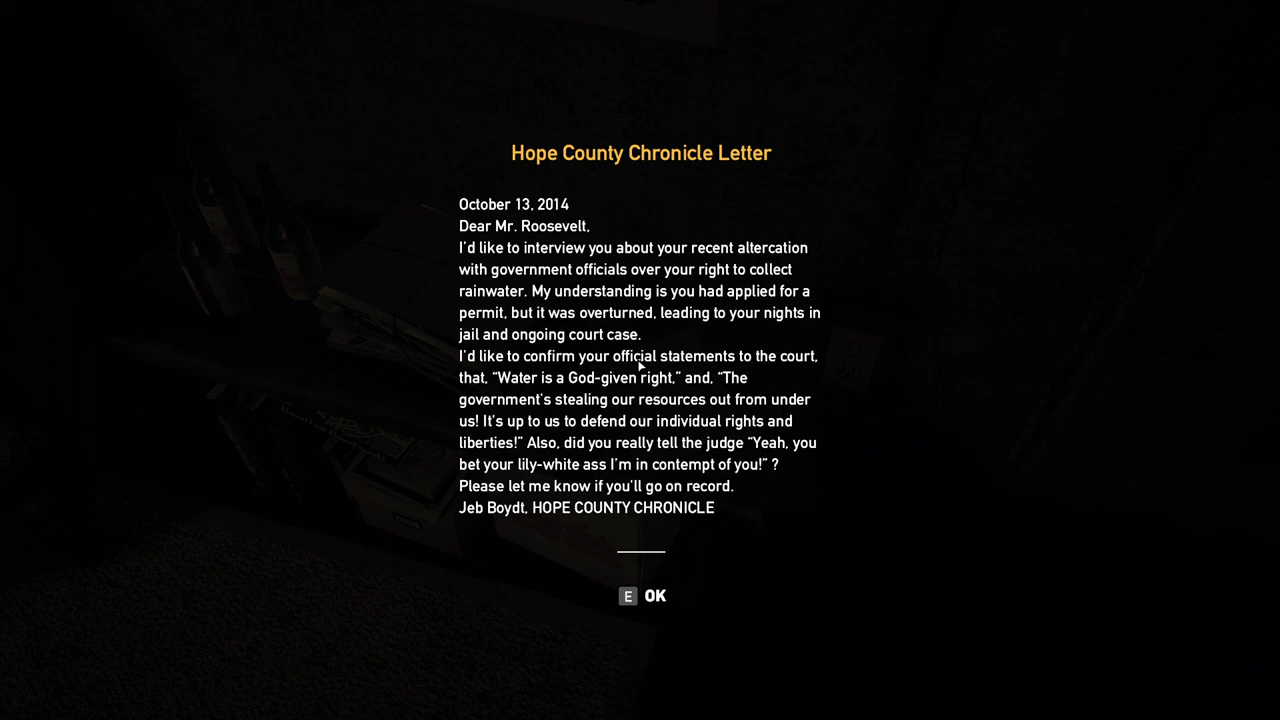 Hope County Chronicle Letter
October 13, 2014
Dear Mr. Roosevelt,
I'd like to interview you about your recent altercation
with government officials over your right to collect
rainwater. My understanding is you had applied for a
permit, but it was overturned, leading to your nights in
jail and ongoing court case.
I'd like to confirm your official statements to the court,
that, “Water is a God-given right,” and, “The
government's stealing our resources out from under
us! It's up to us to defend our individual rights and
liberties!” Also, did you really tell the judge “Yeah, you
bet your lily-white ass I'm in contempt of you!” ?
Please let me know if you'll go on record.
Jeb Boydt, HOPE COUNTY CHRONICLE
E OK